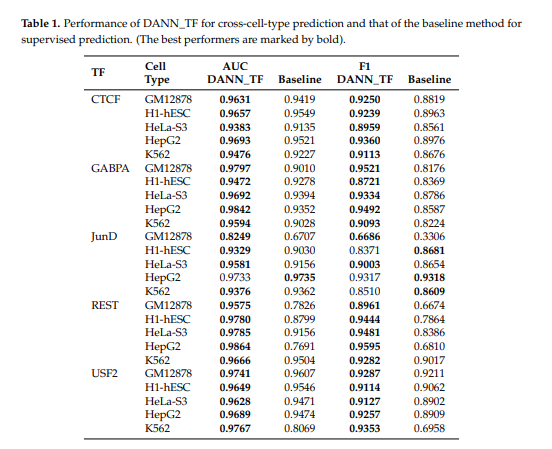 Table 1. Performance of DANN_TF for cross-cell-type prediction and that of the baseline method for
supervised prediction. (The best performers are marked by bold).
TF Cell Type AUC DANN_TF Baseline F1 DANN_TF Baseline
CTCF GM12878 0.9631 0.9419 0.9250 0.8819
H1-hESC 0.9657 0.9549 0.9239 0.8963
HeLa-S3 0.9383 0.9135 0.8959 0.8561
HepG2 0.9693 0.9521 0.9360 0.8976
K562 0.9476 0.9227 0.9113 0.8676
GABPA GM12878 0.9797 0.9010 0.9521 0.8176
H1-hESC 0.9472 0.9278 0.8721 0.8369
HeLa-S3 0.9692 0.9394 0.9334 0.8786
HepG2 0.9842 0.9352 0.9492 0.8587
K562 0.9594 0.9028 0.9093 0.8224
JunD GM12878 0.8249 0.6707 0.6686 0.3306
H1-hESC 0.9329 0.9030 0.8371 0.8681
HeLa-S3 0.9581 0.9156 0.9003 0.8654
HepG2 0.9733 0.9735 0.9317 0.9318
K562 0.9376 0.9362 0.8510 0.8609
REST GM12878 0.9575 0.7826 0.8961 0.6674
H1-hESC 0.9780 0.8799 0.9444 0.7864
HeLa-S3 0.9785 0.9156 0.9481 0.8386
HepG2 0.9864 0.7691 0.9595 0.6810
K562 0.9666 0.9504 0.9282 0.9017
USF2 GM12878 0.9741 0.9607 0.9287 0.9211
H1-hESC 0.9649 0.9546 0.9114 0.9062
HeLa-S3 0.9628 0.9471 0.9127 0.8902
HepG2 0.9689 0.9474 0.9257 0.8909
K562 0.9767 0.8069 0.9353 0.6958